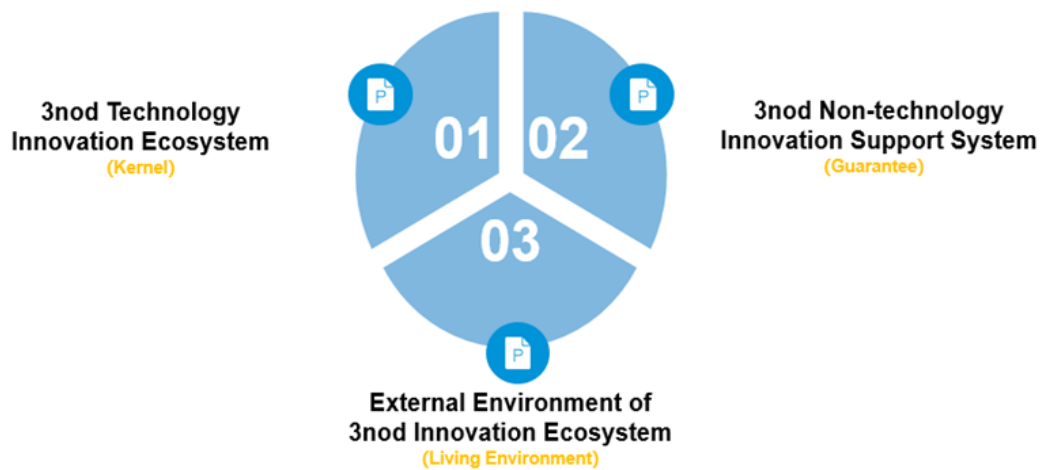 3nod Technology
Innovation Ecosystem
(Kernel)
P
01
P
02
3nod Non-technology
Innovation Support System
(Guarantee)
03
P
External Environment of
3nod Innovation Ecosystem
(Living Environment)